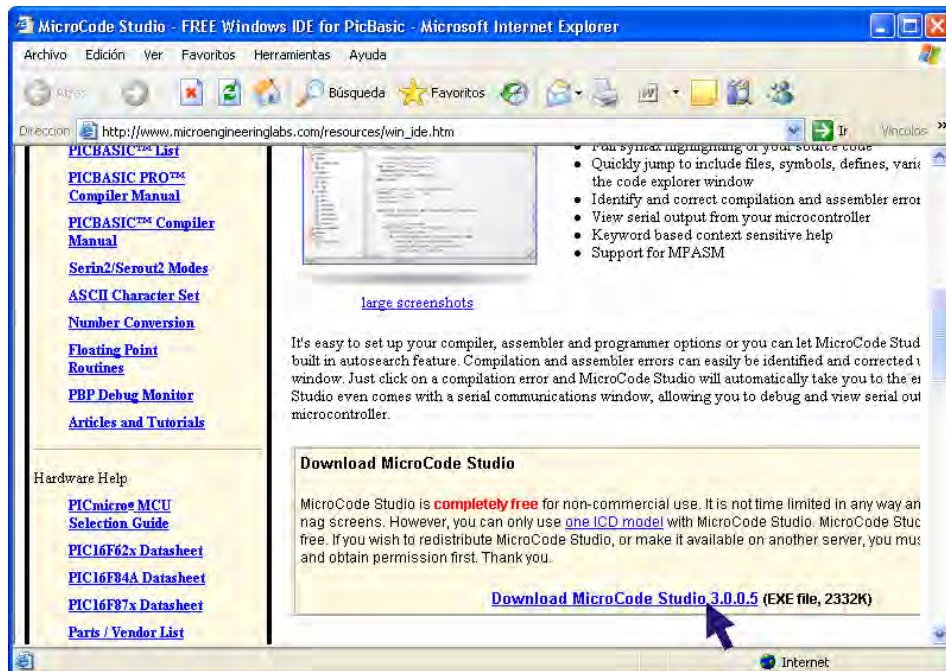 MicroCode Studio - FREE Windows IDE for PicBasic - Microsoft Internet Explorer
Archivo Edición Ver Favoritos Herramientas Ayuda
Atrás Búsqueda Favoritos
Dirección http://www.microengineeringlabs.com/resources/win_ide.htm Ir Vínculos »
PICBASIC™ List
PICBASIC PRO™
Compiler Manual
PICBASIC™ Compiler
Manual
Serin2/Serout2 Modes
ASCII Character Set
Number Conversion
Floating Point
Routines
PBP Debug Monitor
Articles and Tutorials
Hardware Help
PICmicro® MCU
Selection Guide
PIC16F62x Datasheet
PIC16F84A Datasheet
PIC16F87x Datasheet
Parts / Vendor List
large screenshots
• Full syntax highlighting of your source code
• Quickly jump to include files, symbols, defines, varia
the code explorer window
• Identify and correct compilation and assembler error
• View serial output from your microcontroller
• Keyword based context sensitive help
• Support for MPASM
It's easy to set up your compiler, assembler and programmer options or you can let MicroCode Stud
built in autosearch feature. Compilation and assembler errors can easily be identified and corrected u
window. Just click on a compilation error and MicroCode Studio will automatically take you to the er
Studio even comes with a serial communications window, allowing you to debug and view serial out
microcontroller.
Download MicroCode Studio
MicroCode Studio is completely free for non-commercial use. It is not time limited in any way an
nag screens. However, you can only use one ICD model with MicroCode Studio. MicroCode Stud
free. If you wish to redistribute MicroCode Studio, or make it available on another server, you mus
and obtain permission first. Thank you.
Download MicroCode Studio 3.0.0.5 (EXE file, 2332K)
Internet